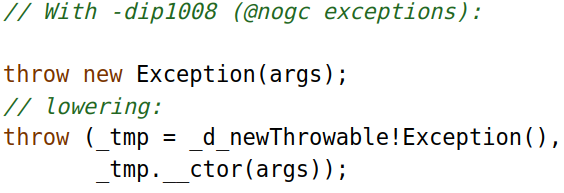 // With -dip1008 (@nogc exceptions):
throw new Exception(args);
// lowering:
throw (_tmp = _d_newThrowable!Exception(),
_tmp.__ctor(args));